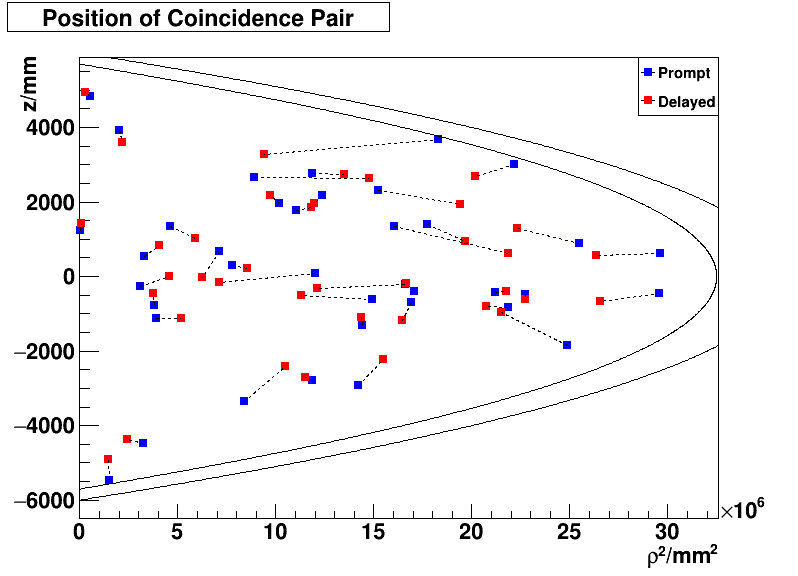 Position of Coincidence Pair
z/mm
Prompt
Delayed
4000
2000
0
−2000
−4000
−6000
0 5 10 15 20 25 30
×10⁶
ρ²/mm²